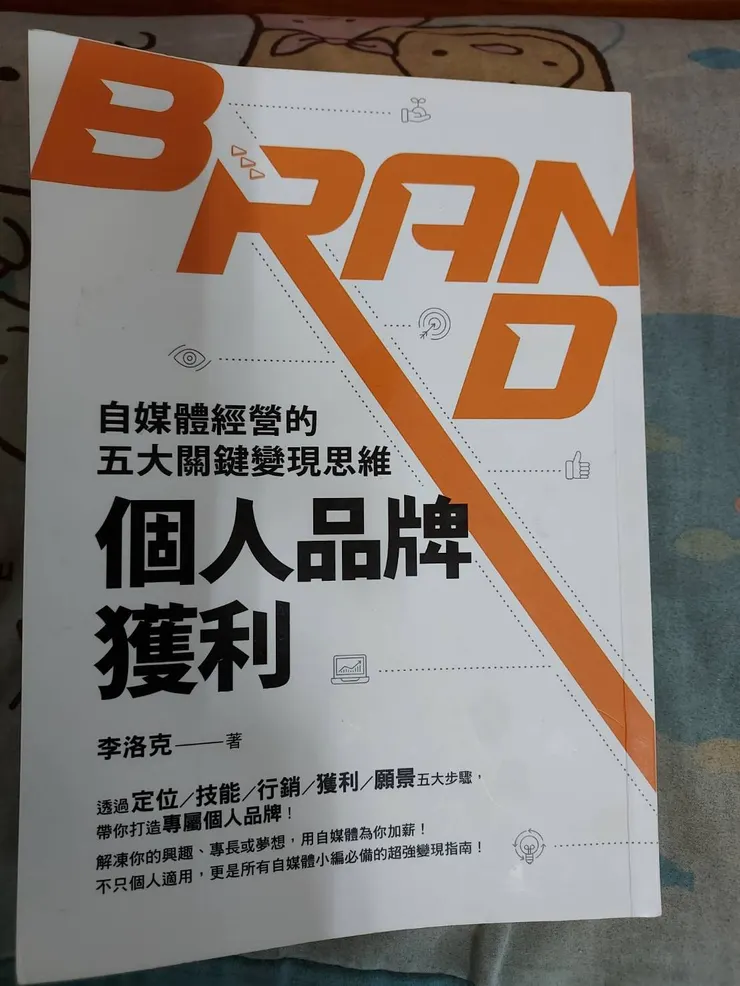 BRAND
自媒體經營的
五大關鍵變現思維
個人品牌
獲利
李洛克——著
透過定位／技能／行銷／獲利／願景五大步驟，
帶你打造專屬個人品牌！
解凍你的興趣、專長或夢想，用自媒體為你加薪！
不只個人適用，更是所有自媒體小編必備的超強變現指南！